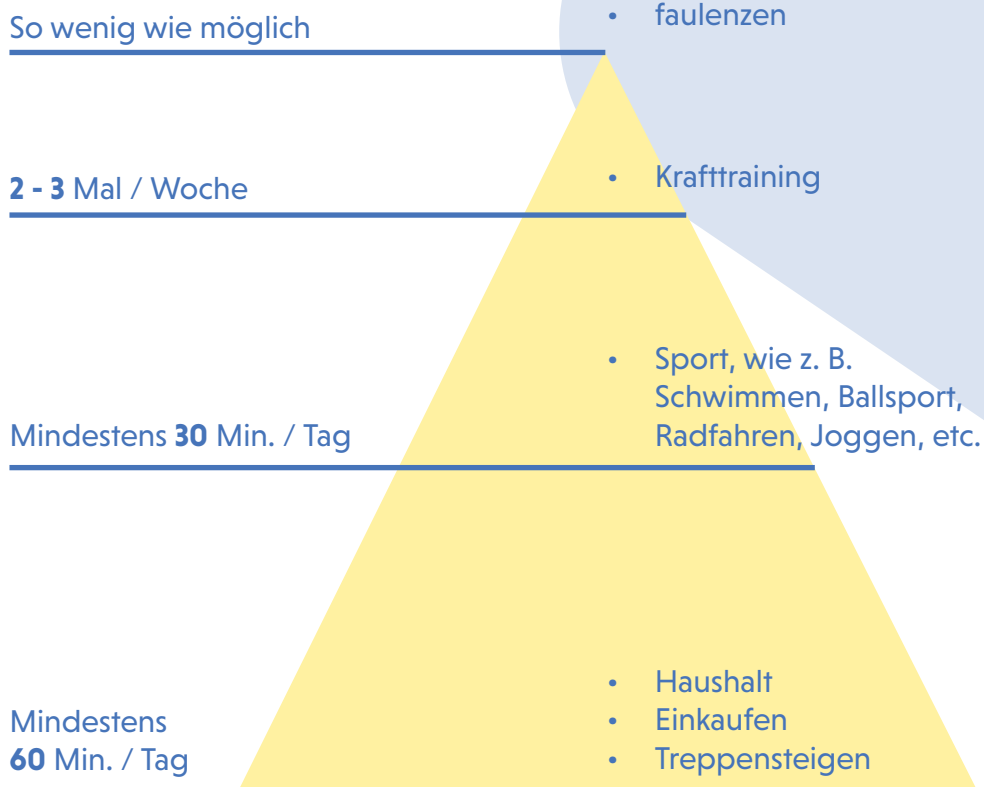 So wenig wie möglich
• faulenzen
2 - 3 Mal / Woche
• Krafttraining
Mindestens 30 Min. / Tag
• Sport, wie z. B.
Schwimmen, Ballsport,
Radfahren, Joggen, etc.
Mindestens
60 Min. / Tag
• Haushalt
• Einkaufen
• Treppensteigen